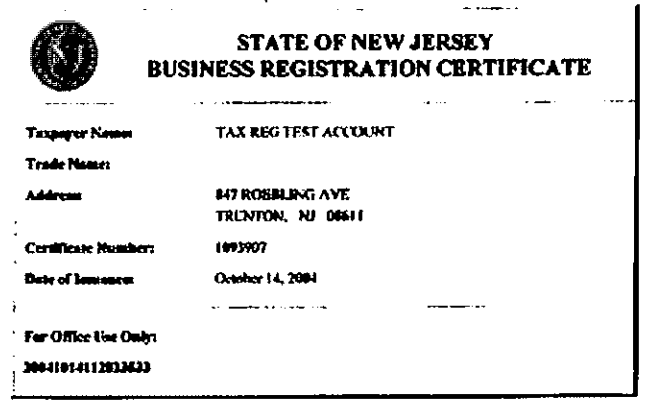 STATE OF NEW JERSEY
BUSINESS REGISTRATION CERTIFICATE
Taxpayer Name: TAX REG TEST ACCOUNT
Trade Name:
Address: 847 ROEBLING AVE
TRENTON, NJ 08611
Certificate Number: 1093907
Date of Issuance: October 14, 2004
For Office Use Only: